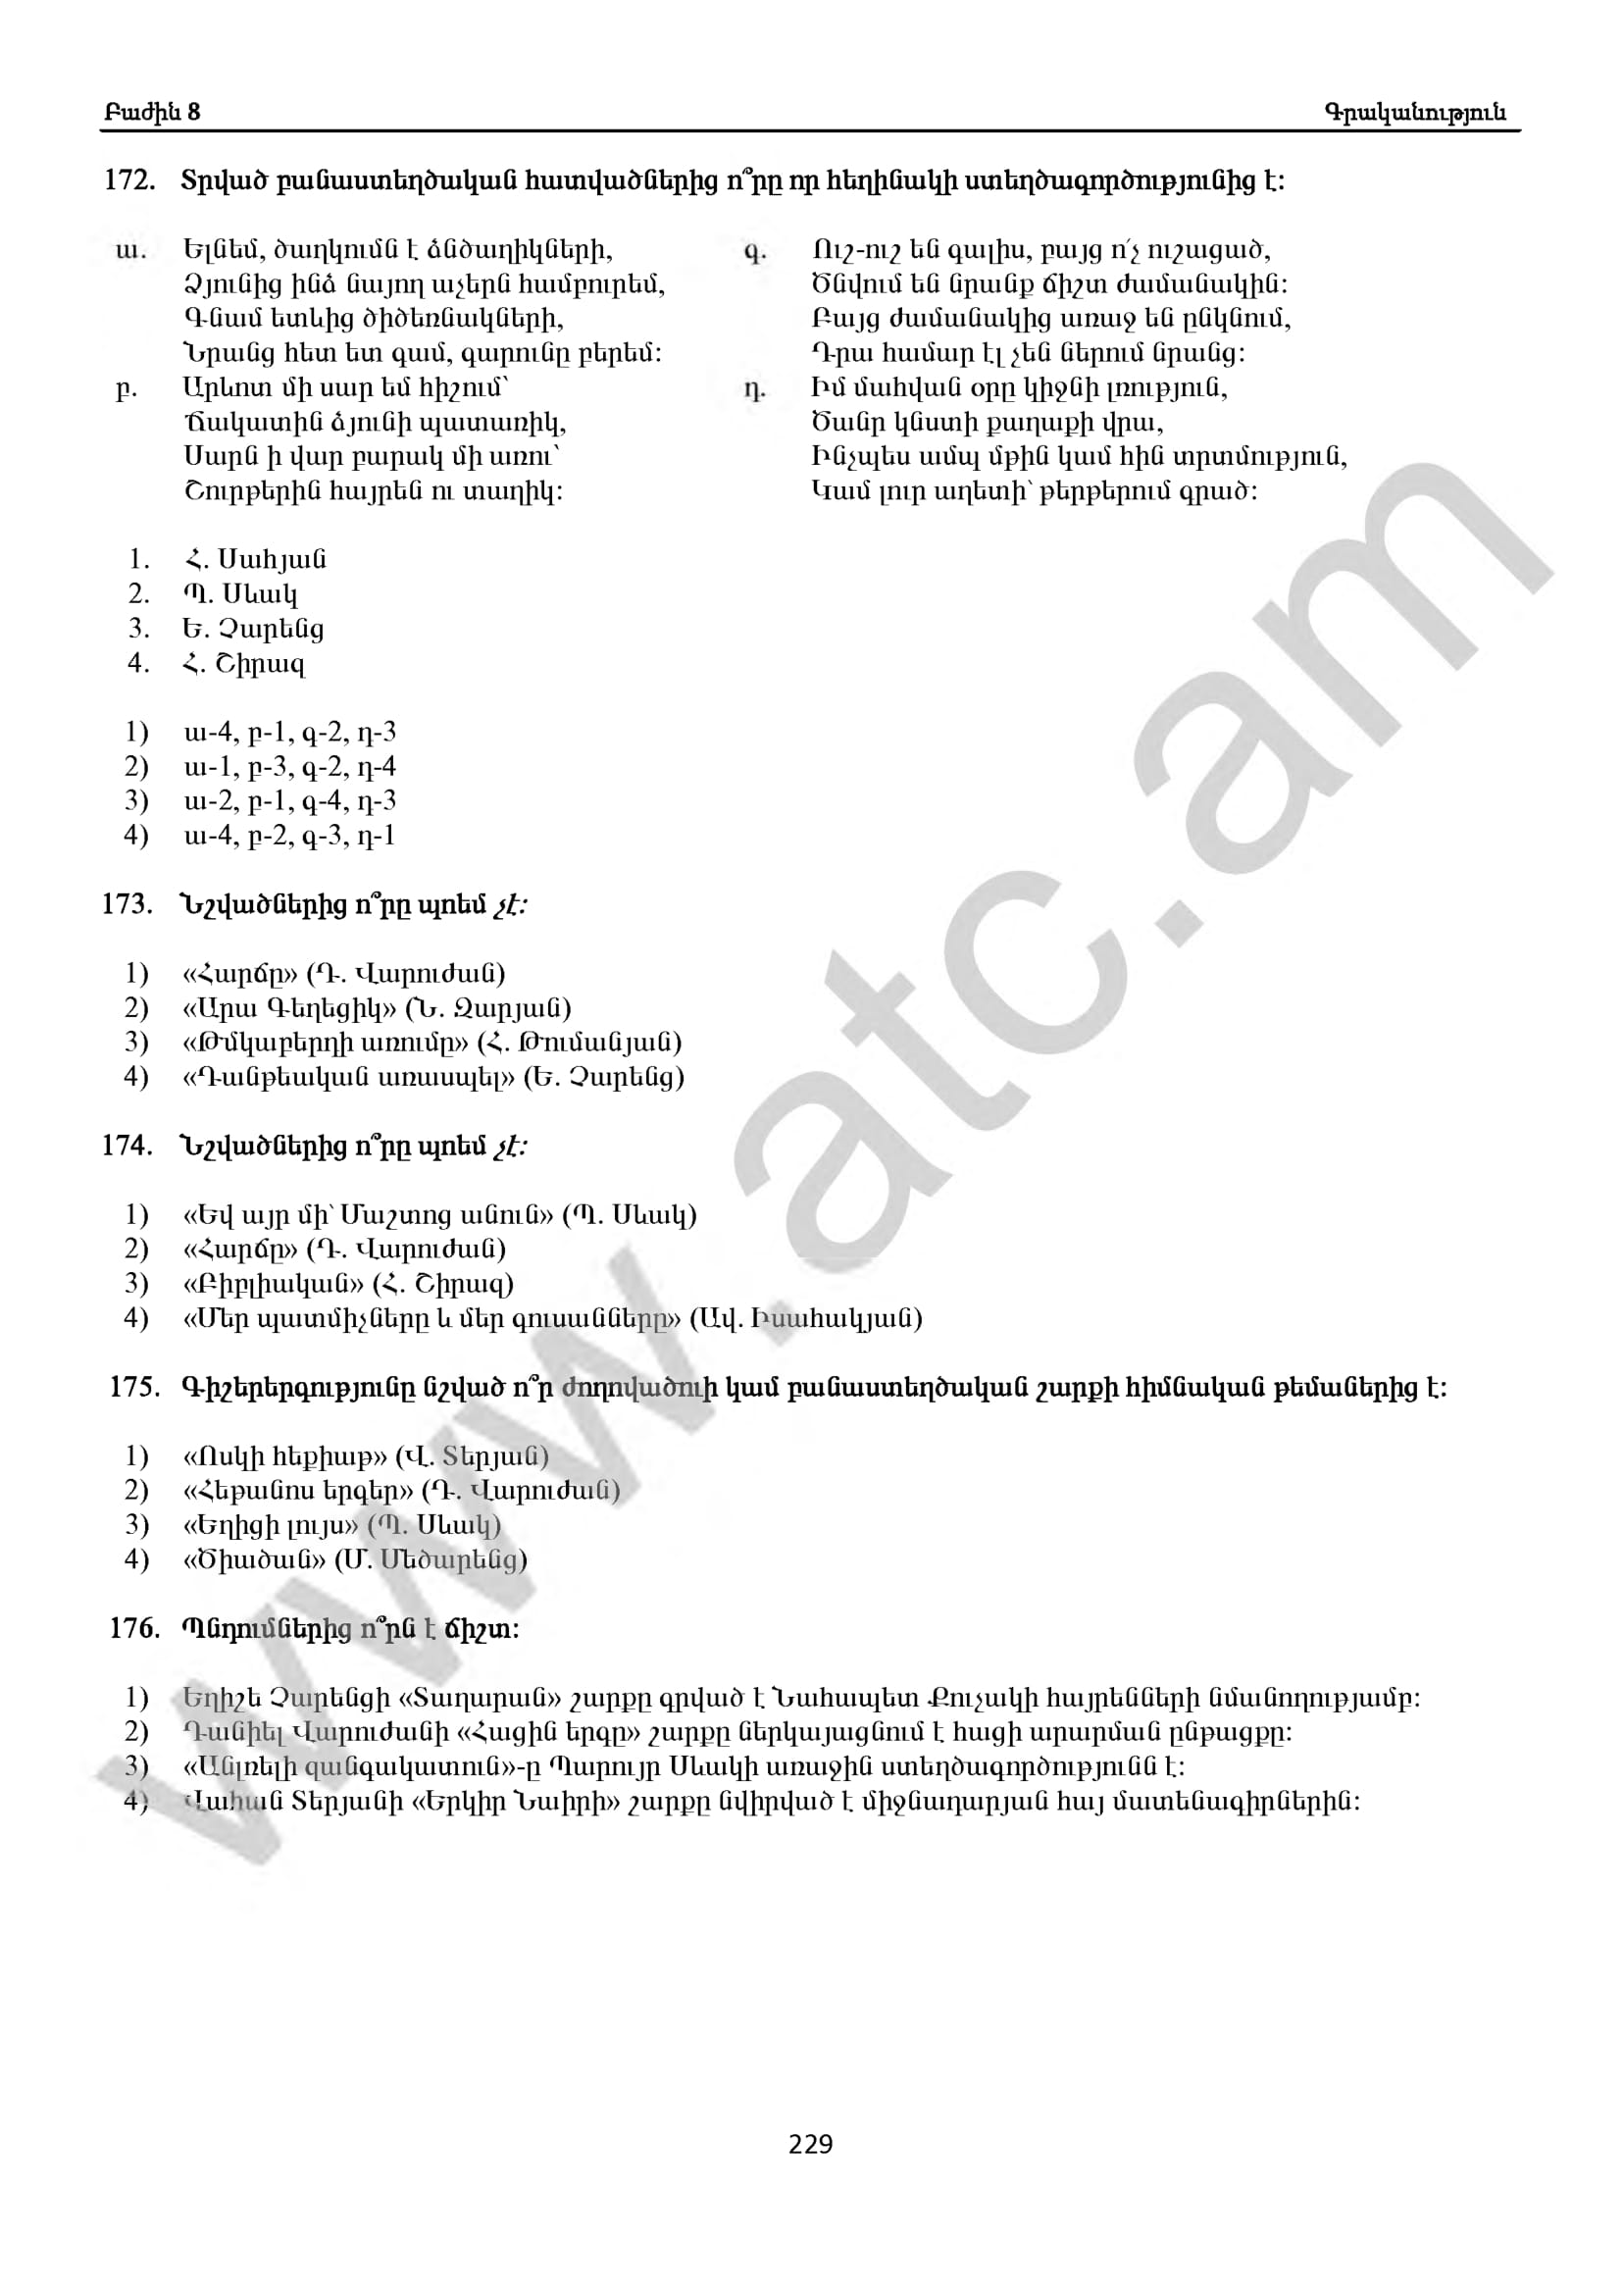 Բաժին 8
Գրականություն
172. Տրված բանաստեղծական հատվածներից ո՞րը որ հեղինակի ստեղծագործությունից է:
ա. Ելնեմ, ծաղկումն է ձնծաղիկների,
Ձյունից ինձ նայող աչերն համբուրեմ,
Գնամ ետևից ծիծեռնակների,
Նրանց հետ ետ գամ, գարունը բերեմ:
բ. Արևոտ մի սար եմ հիշում՝
Ճակատին ձյունի պատառիկ,
Սարն ի վար բարակ մի առու՝
Շուրթերին հայրեն ու տաղիկ:
գ. Ուշ-ուշ են գալիս, բայց ո՛չ ուշացած,
Ծնվում են նրանք ճիշտ ժամանակին:
Բայց ժամանակից առաջ են ընկնում,
Դրա համար էլ չեն ներում նրանց:
դ. Իմ մահվան օրը կիջնի լռություն,
Ծանր կնստի քաղաքի վրա,
Ինչպես ամպ մթին կամ հին տրտմություն,
Կամ լուր աղետի՝ թերթերում գրած:
1. Հ. Սահյան
2. Պ. Սևակ
3. Ե. Չարենց
4. Հ. Շիրազ
1) ա-4, բ-1, գ-2, դ-3
2) ա-1, բ-3, գ-2, դ-4
3) ա-2, բ-1, գ-4, դ-3
4) ա-4, բ-2, գ-3, դ-1
173. Նշվածներից ո՞րը պոեմ չէ:
1) «Հարճը» (Դ. Վարուժան)
2) «Արա Գեղեցիկ» (Ն. Զարյան)
3) «Թմկաբերդի առումը» (Հ. Թումանյան)
4) «Դանթեական առասպել» (Ե. Չարենց)
174. Նշվածներից ո՞րը պոեմ չէ:
1) «Եվ այր մի՝ Մաշտոց անուն» (Պ. Սևակ)
2) «Հարճը» (Դ. Վարուժան)
3) «Բիբլիական» (Հ. Շիրազ)
4) «Մեր պատմիչները և մեր գուսանները» (Ավ. Իսահակյան)
175. Գիշերերգությունը նշված ո՞ր ժողովածուի կամ բանաստեղծական շարքի հիմնական թեմաներից է:
1) «Ոսկի հեքիաթ» (Վ. Տերյան)
2) «Հեթանոս երգեր» (Դ. Վարուժան)
3) «Եղիցի լույս» (Պ. Սևակ)
4) «Ծիածան» (Մ. Մեծարենց)
176. Պնդումներից ո՞րն է ճիշտ:
1) Եղիշե Չարենցի «Տաղարան» շարքը գրված է Նահապետ Քուչակի հայրենների նմանողությամբ:
2) Դանիել Վարուժանի «Հացին երգը» շարքը ներկայացնում է հացի արարման ընթացքը:
3) «Անլռելի զանգակատուն»-ը Պարույր Սևակի առաջին ստեղծագործությունն է:
4) Վահան Տերյանի «Երկիր Նաիրի» շարքը նվիրված է միջնադարյան հայ մատենագիրներին:
www.atc.am
229